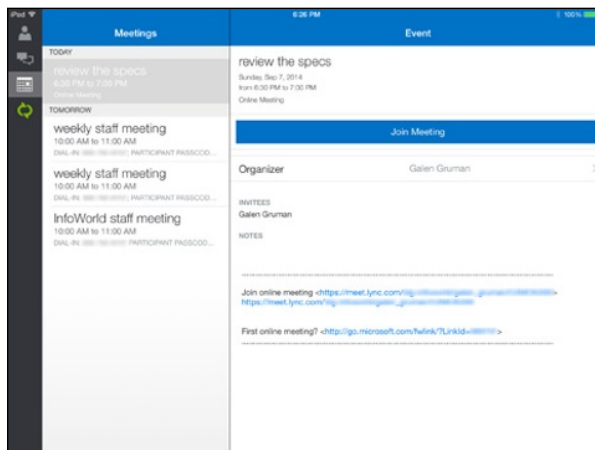 iPad
6:26 PM
100%
Meetings
Event
TODAY
review the specs
6:30 PM to 7:00 PM
Online Meeting
TOMORROW
weekly staff meeting
10:00 AM to 11:00 AM
DIAL-IN: PARTICIPANT PASSCOD...
weekly staff meeting
10:00 AM to 11:00 AM
DIAL-IN: PARTICIPANT PASSCOD...
InfoWorld staff meeting
10:00 AM to 11:00 AM
DIAL-IN: PARTICIPANT PASSCOD...
review the specs
Sunday, Sep 7, 2014
from 6:30 PM to 7:00 PM
Online Meeting
Join Meeting
Organizer Galen Gruman
INVITEES
Galen Gruman
NOTES
Join online meeting <https://meet.lync.com/
https://meet.lync.com/
First online meeting? <http://go.microsoft.com/fwlink/?LinkId= >